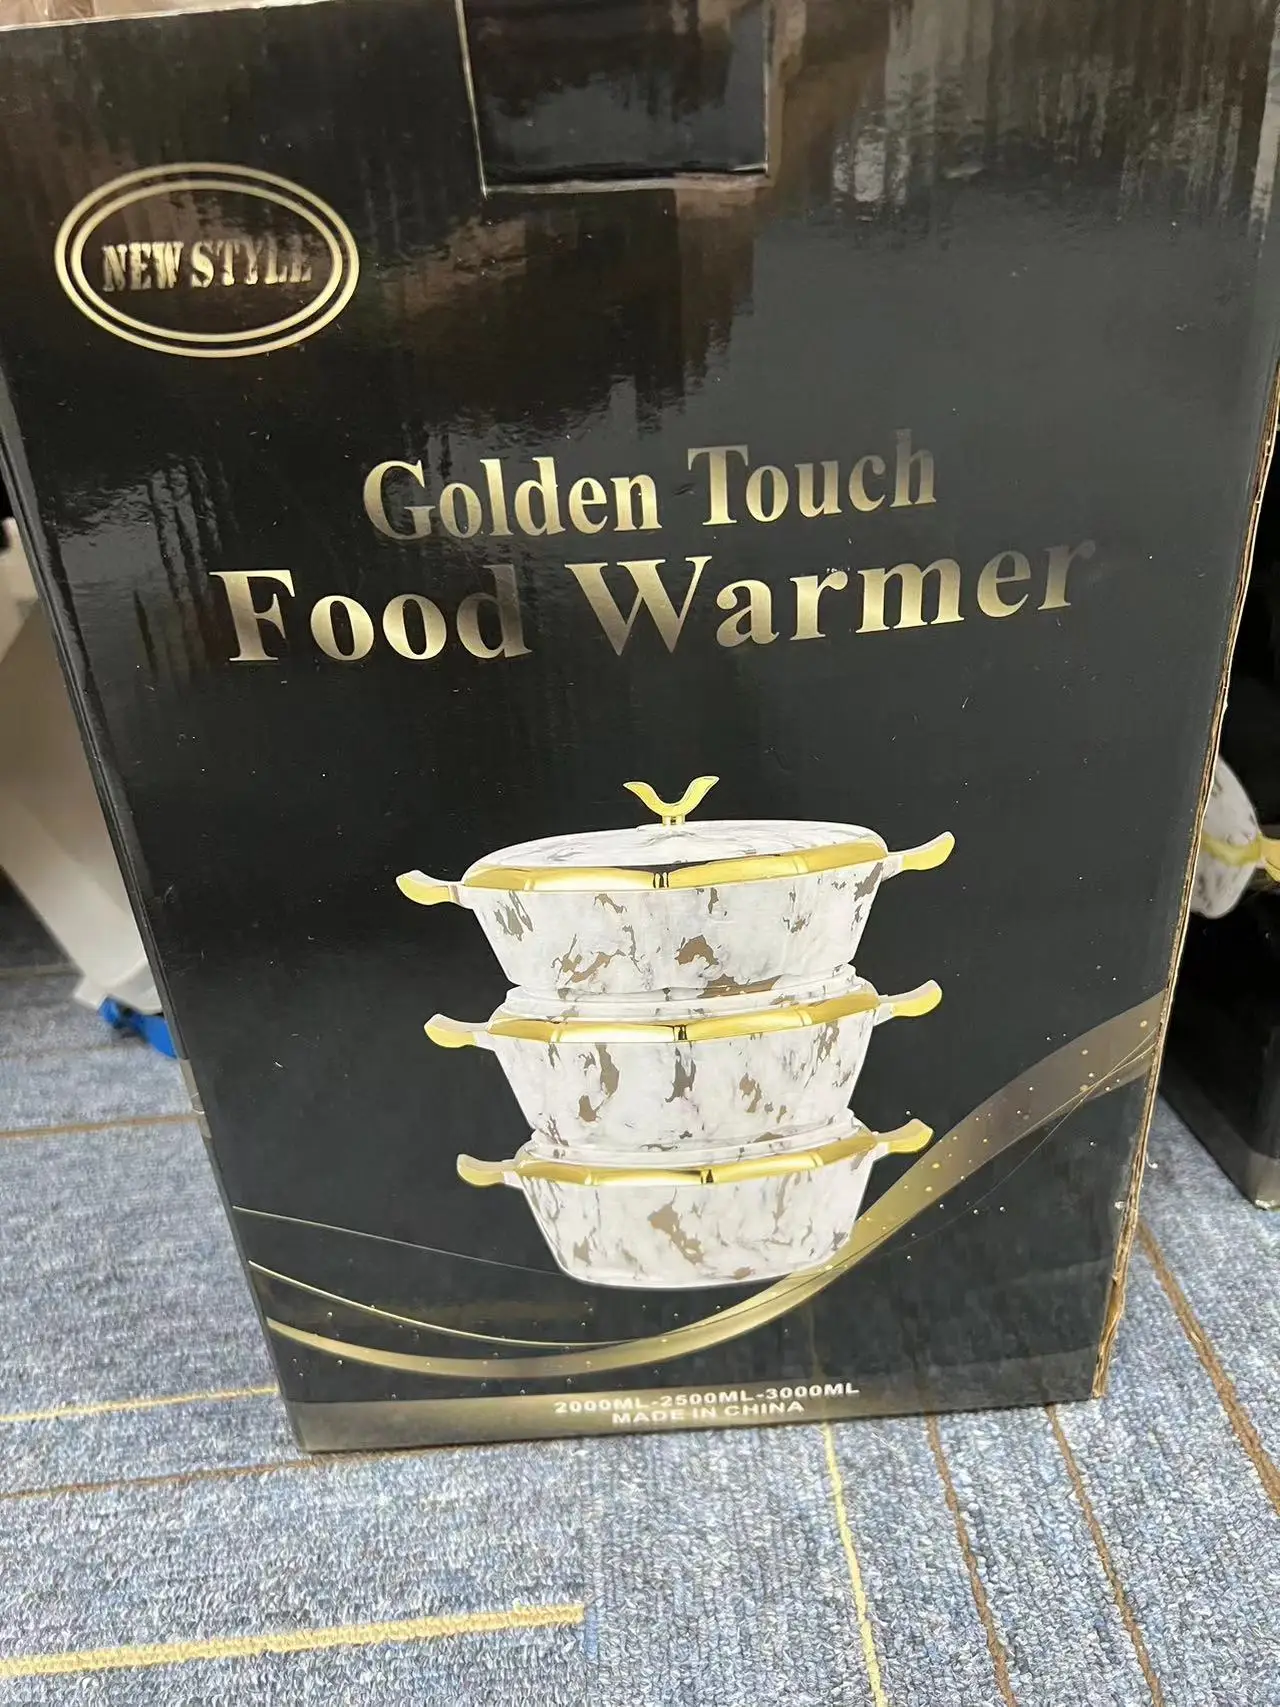 NEW STYLE
Golden Touch
Food Warmer
2000ML-2500ML-3000ML
MADE IN CHINA